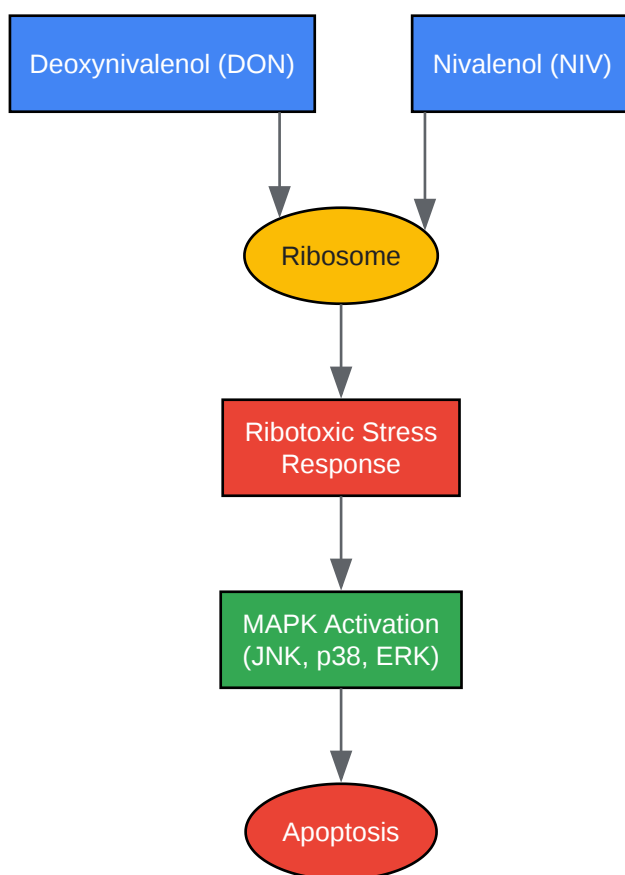 Deoxynivalenol (DON)
Nivalenol (NIV)
Ribosome
Ribotoxic Stress
Response
MAPK Activation
(JNK, p38, ERK)
Apoptosis